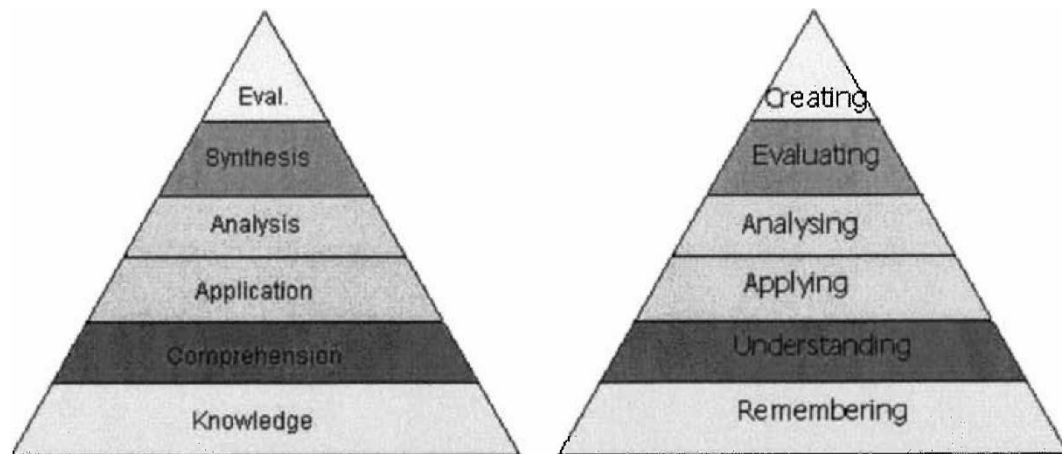 Eval.
Synthesis
Analysis
Application
Comprehension
Knowledge
Creating
Evaluating
Analysing
Applying
Understanding
Remembering